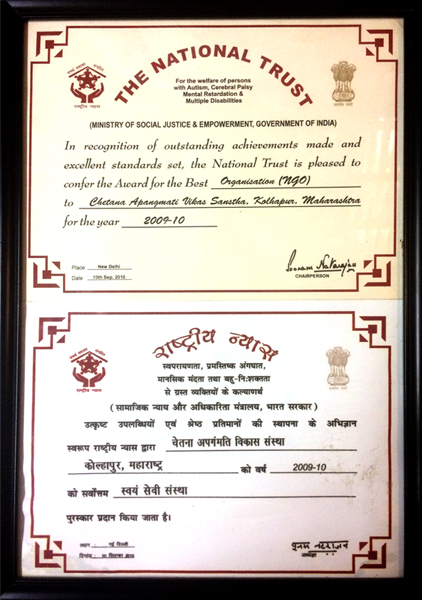 THE NATIONAL TRUST
For the welfare of persons
with Autism, Cerebral Palsy
Mental Retardation &
Multiple Disabilities
राष्ट्रीय न्यास
(MINISTRY OF SOCIAL JUSTICE & EMPOWERMENT, GOVERNMENT OF INDIA)
In recognition of outstanding achievements made and
excellent standards set, the National Trust is pleased to
confer the Award for the Best Organisation (NGO)
to Chetana Apangmati Vikas Sanstha, Kolhapur, Maharashtra
for the year 2009-10
Place New Delhi
Date 10th Sep, 2010
CHAIRPERSON
राष्ट्रीय न्यास
स्वपरायणता, प्रमस्तिष्क अंगघात,
मानसिक मंदता तथा बहु-निःशक्तता
से ग्रस्त व्यक्तियों के कल्याणार्थ
राष्ट्रीय न्यास
(सामाजिक न्याय और अधिकारिता मंत्रालय, भारत सरकार)
उत्कृष्ट उपलब्धियों एवं श्रेष्ठ प्रतिमानों की स्थापना के अभिज्ञान
स्वरूप राष्ट्रीय न्यास द्वारा चेतना अपगंमति विकास संस्था
कोल्हापुर, महाराष्ट्र को वर्ष 2009-10
को सर्वोत्तम स्वयं सेवी संस्था
पुरस्कार प्रदान किया जाता है।
स्थान : नई दिल्ली
दिनांक :
अध्यक्ष